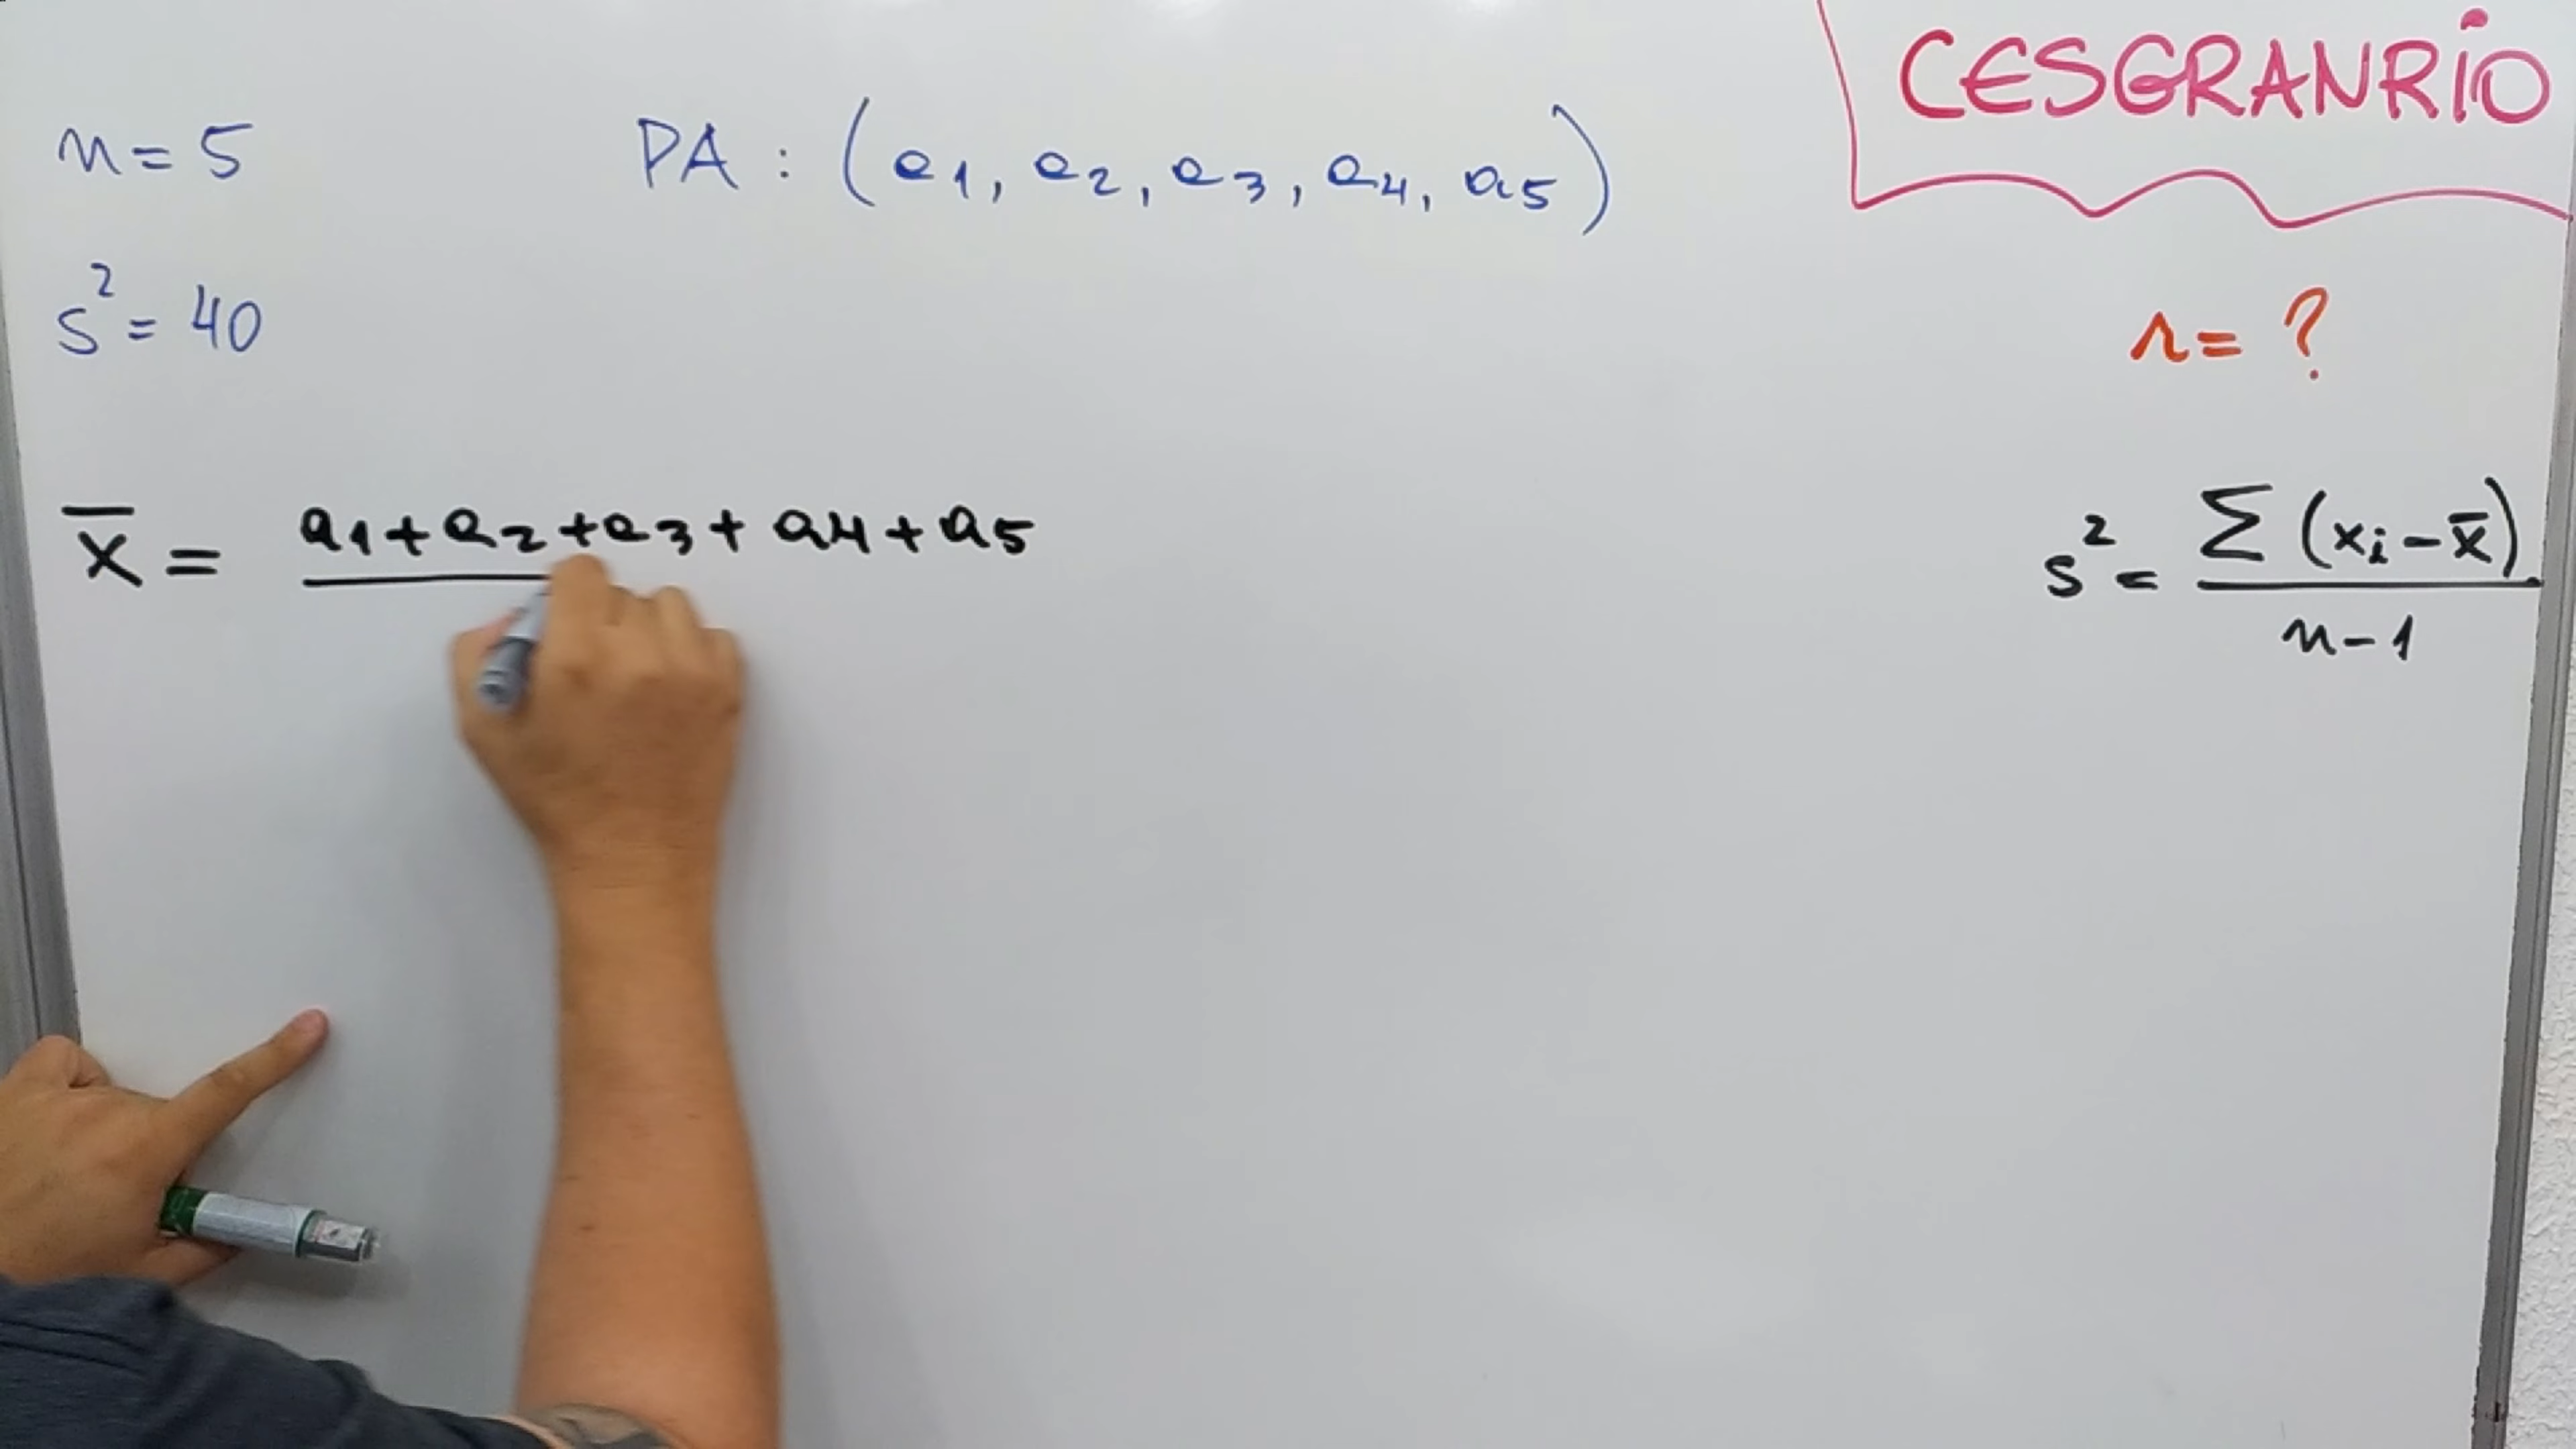 CESGRANRIO
n = 5
PA : (a1, a2, a3, a4, a5)
s² = 40
r = ?
x̄ = a1 + a2 + a3 + a4 + a5
s² = Σ (xi - x̄)
n - 1